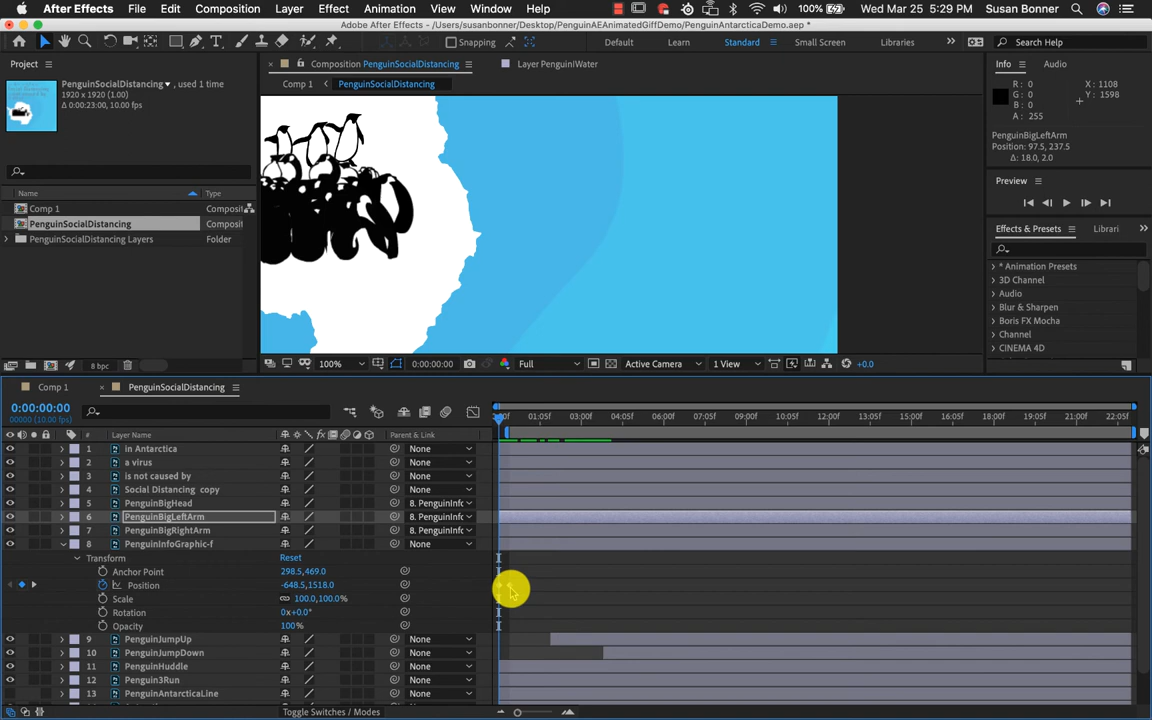 After Effects File Edit Composition Layer Effect Animation View Window Help 100% Wed Mar 25 5:29 PM Susan Bonner
Adobe After Effects - /Users/susanbonner/Desktop/PenguinAEAnimatedGiffDemo/PenguinAntarcticaDemo.aep *
Snapping Default Learn Standard Small Screen Libraries Search Help
Project Composition PenguinSocialDistancing Layer Penguin!Water Info Audio
PenguinSocialDistancing, used 1 time Comp 1 PenguinSocialDistancing
1920 x 1920 (1.00)
Δ 0:00:23:00, 10.00 fps
R: 0 X: 1108
G: 0 Y: 1598
B: 0
A: 255
PenguinBigLeftArm
Position: 97.5, 237.5
Δ: 18.0, 2.0
Preview
Name Type
Comp 1 Composit
PenguinSocialDistancing Composit
PenguinSocialDistancing Layers Folder
Effects & Presets Librari
* Animation Presets
3D Channel
Audio
Blur & Sharpen
Boris FX Mocha
Channel
CINEMA 4D
8 bpc 100% 0:00:00:00 Full Active Camera 1 View +0.0
Comp 1 PenguinSocialDistancing
0:00:00:00
00000 (10.00 fps)
01:05f 03:00f 04:05f 06:00f 07:05f 09:00f 10:05f 12:00f 13:05f 15:00f 16:05f 18:00f 19:05f 21:00f 22:05f
# Layer Name Parent & Link
1 in Antarctica None
2 a virus None
3 is not caused by None
4 Social Distancing copy None
5 PenguinBigHead 8. PenguinInfo
6 PenguinBigLeftArm 8. PenguinInfo
7 PenguinBigRightArm 8. PenguinInfo
8 PenguinInfoGraphic-f None
Transform Reset
Anchor Point 298.5,469.0
Position -648.5,1518.0
Scale 100.0,100.0%
Rotation 0x+0.0°
Opacity 100%
9 PenguinJumpUp None
10 PenguinJumpDown None
11 PenguinHuddle None
12 Penguin3Run None
13 PenguinAntarcticaLine None
Toggle Switches / Modes